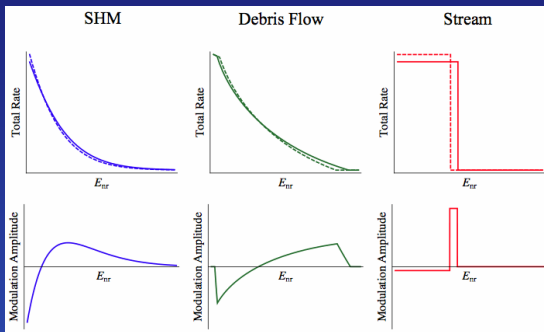 SHM
Debris Flow
Stream
Total Rate
Total Rate
Total Rate
Enr
Enr
Enr
Modulation Amplitude
Modulation Amplitude
Modulation Amplitude
Enr
Enr
Enr